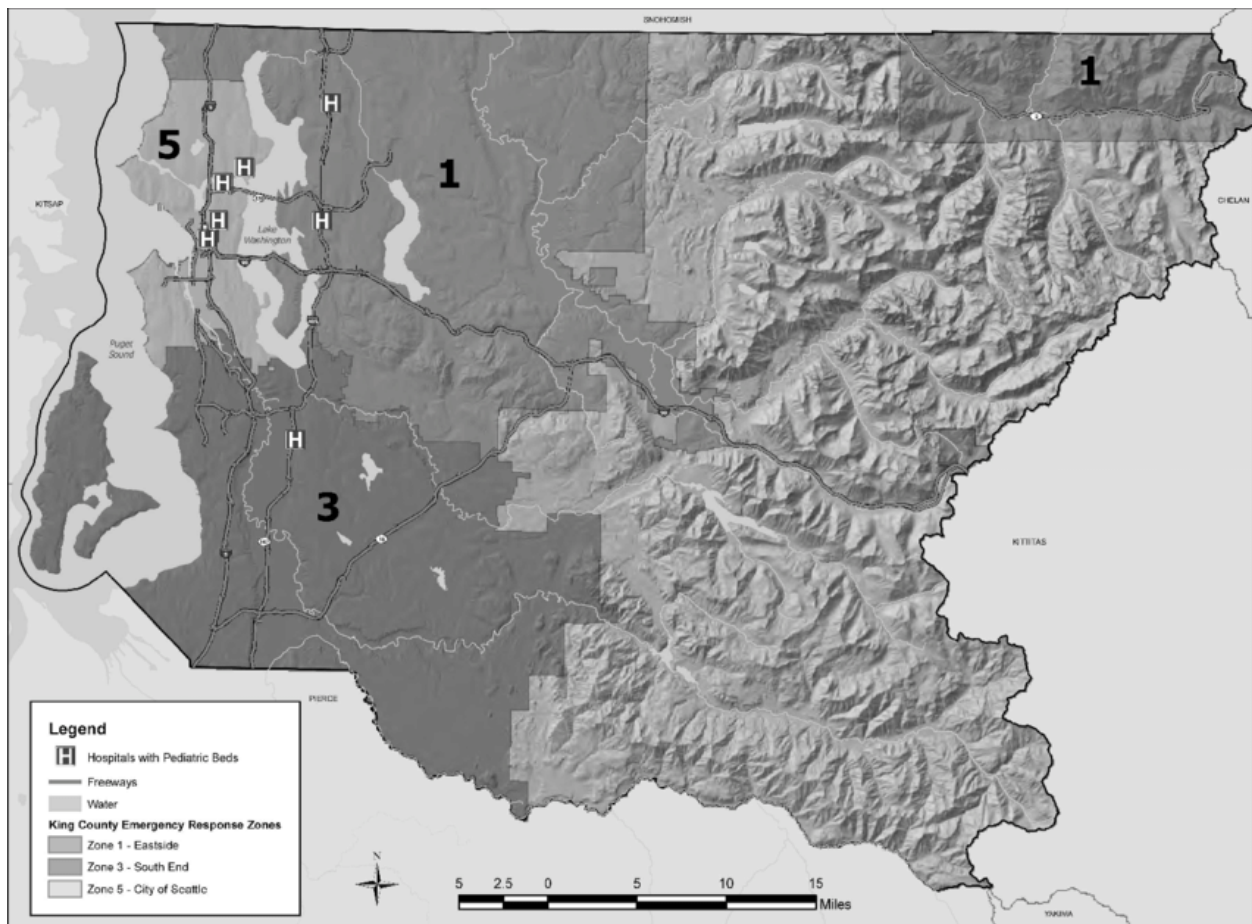 SNOHOMISH
1
H
5
H
1
H
KITSAP
H
H
CHELAN
Lake
Washington
H
Puget
Sound
H
3
KITTITAS
PIERCE
Legend
H Hospitals with Pediatric Beds
Freeways
Water
King County Emergency Response Zones
Zone 1 - Eastside
Zone 3 - South End
Zone 5 - City of Seattle
N
5 2.5 0 5 10 15
Miles
YAKIMA